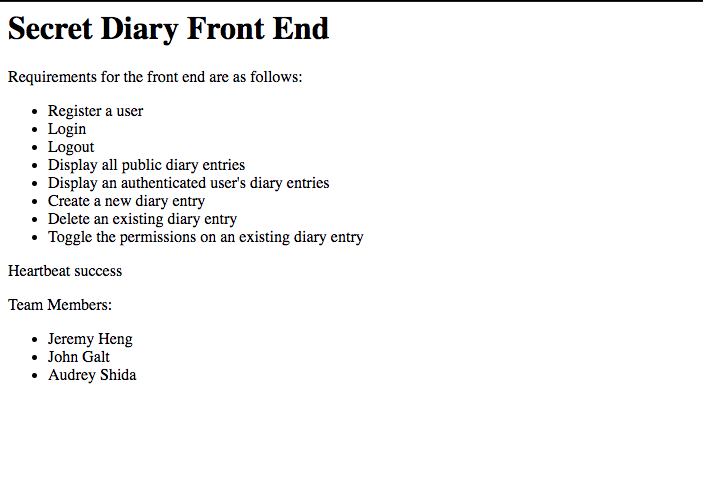 Secret Diary Front End
Requirements for the front end are as follows:
Register a user
Login
Logout
Display all public diary entries
Display an authenticated user's diary entries
Create a new diary entry
Delete an existing diary entry
Toggle the permissions on an existing diary entry
Heartbeat success
Team Members:
Jeremy Heng
John Galt
Audrey Shida